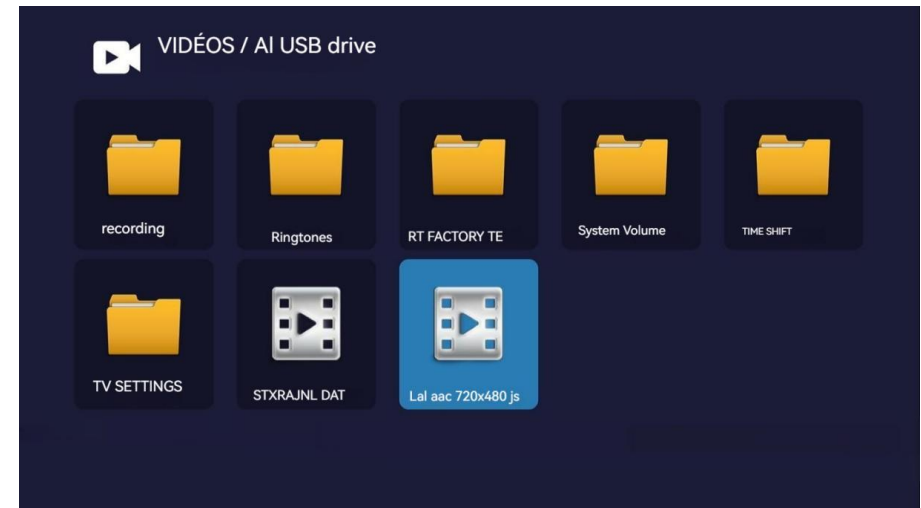 VIDÉOS / Al USB drive
recording
Ringtones
RT FACTORY TE
System Volume
TIME SHIFT
TV SETTINGS
STXRAJNL DAT
Lal aac 720x480 js